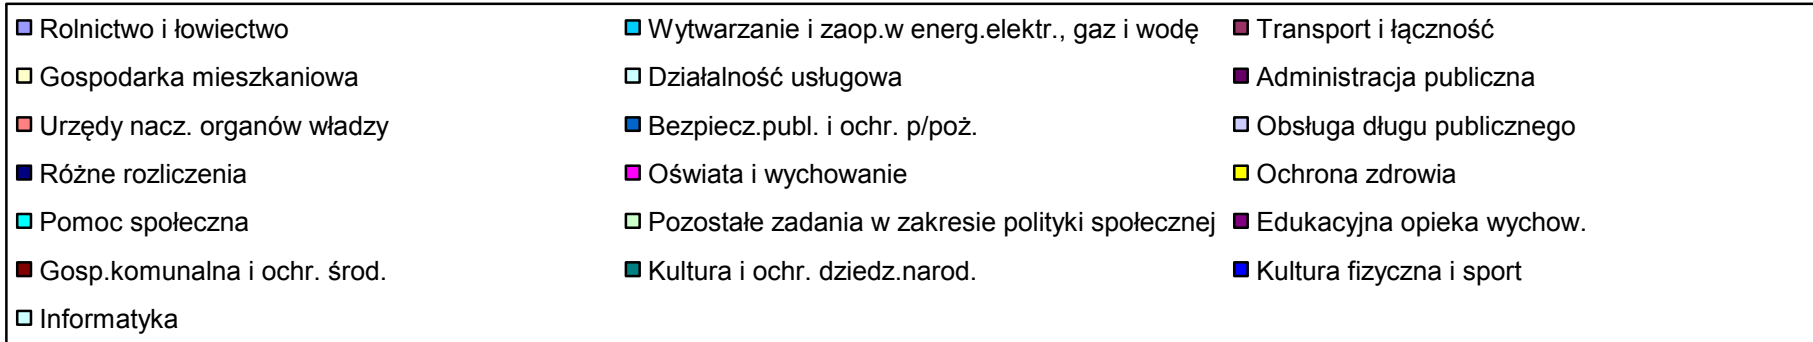 Rolnictwo i łowiectwo Wytwarzanie i zaop.w energ.elektr., gaz i wodę Transport i łączność
Gospodarka mieszkaniowa Działalność usługowa Administracja publiczna
Urzędy nacz. organów władzy Bezpiecz.publ. i ochr. p/poż. Obsługa długu publicznego
Różne rozliczenia Oświata i wychowanie Ochrona zdrowia
Pomoc społeczna Pozostałe zadania w zakresie polityki społecznej Edukacyjna opieka wychow.
Gosp.komunalna i ochr. środ. Kultura i ochr. dziedz.narod. Kultura fizyczna i sport
Informatyka